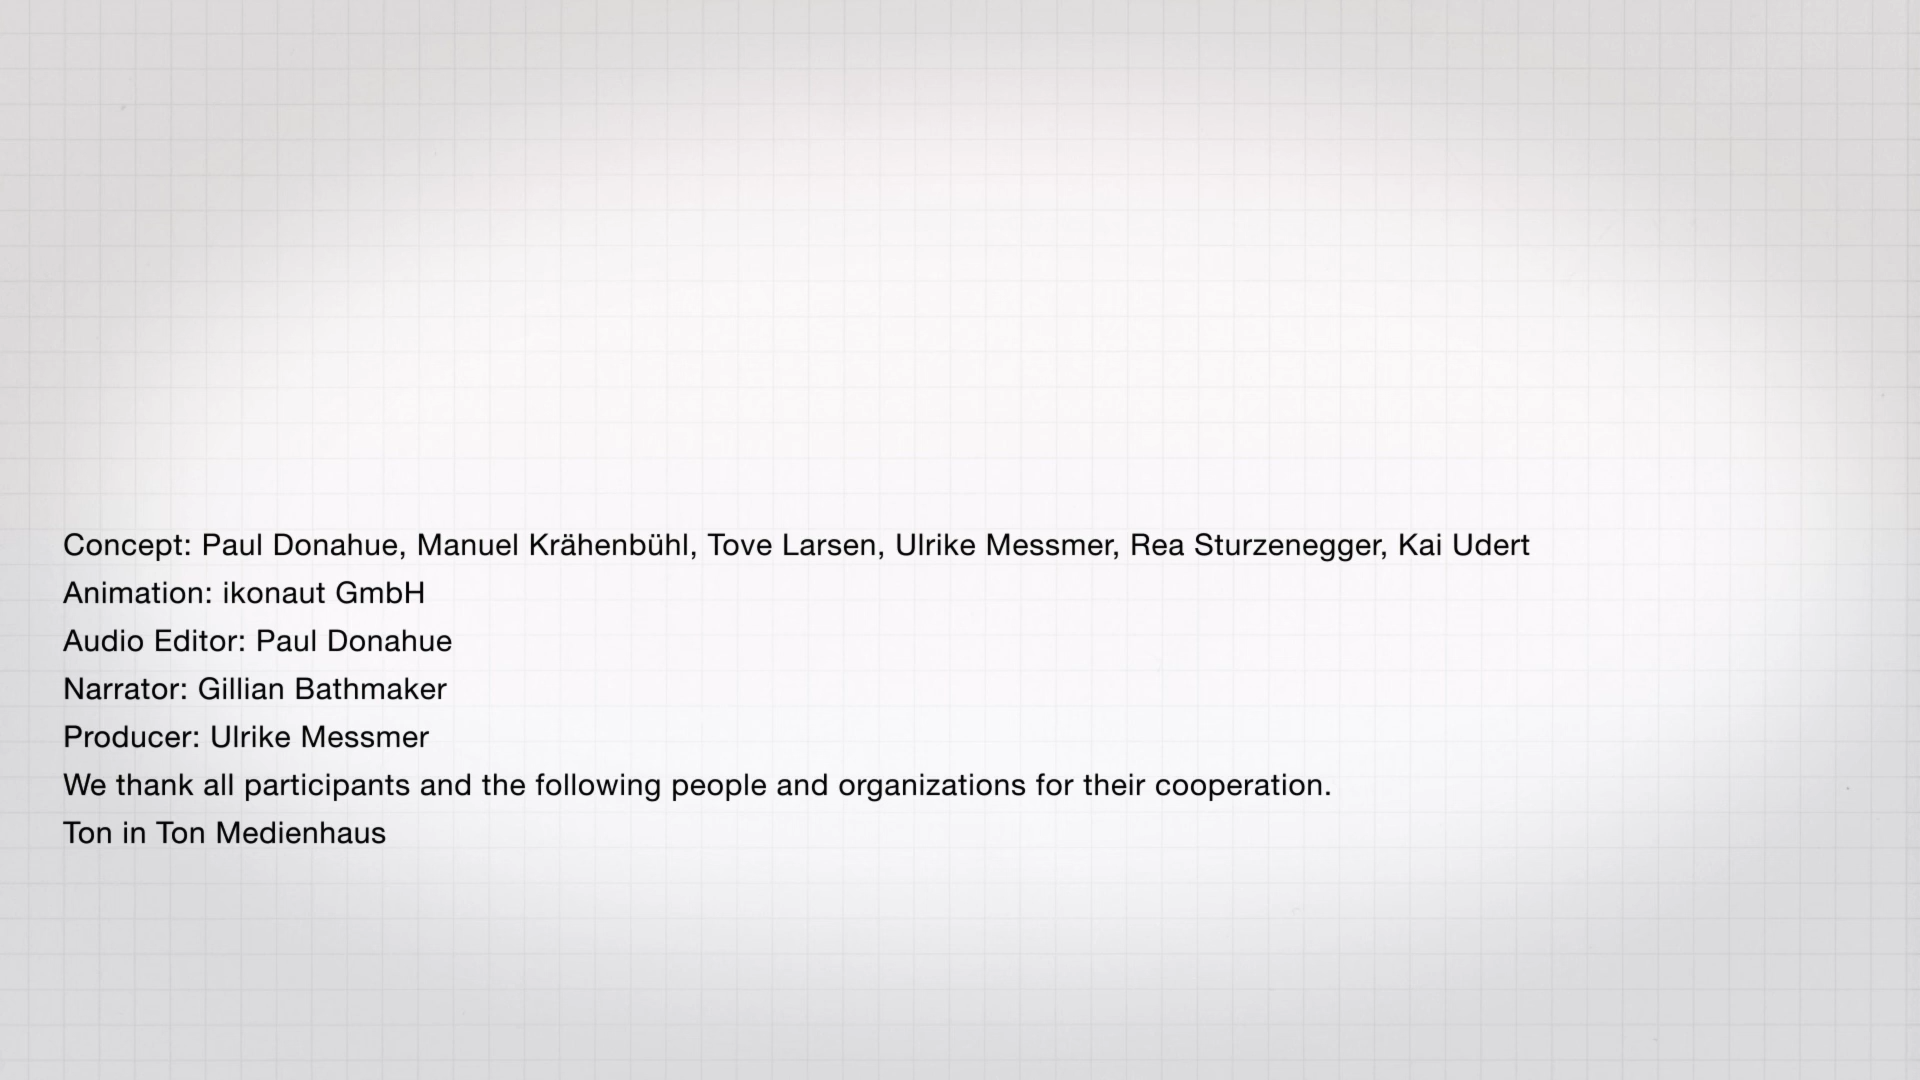 Concept: Paul Donahue, Manuel Krähenbühl, Tove Larsen, Ulrike Messmer, Rea Sturzenegger, Kai Udert
Animation: ikonaut GmbH
Audio Editor: Paul Donahue
Narrator: Gillian Bathmaker
Producer: Ulrike Messmer
We thank all participants and the following people and organizations for their cooperation.
Ton in Ton Medienhaus